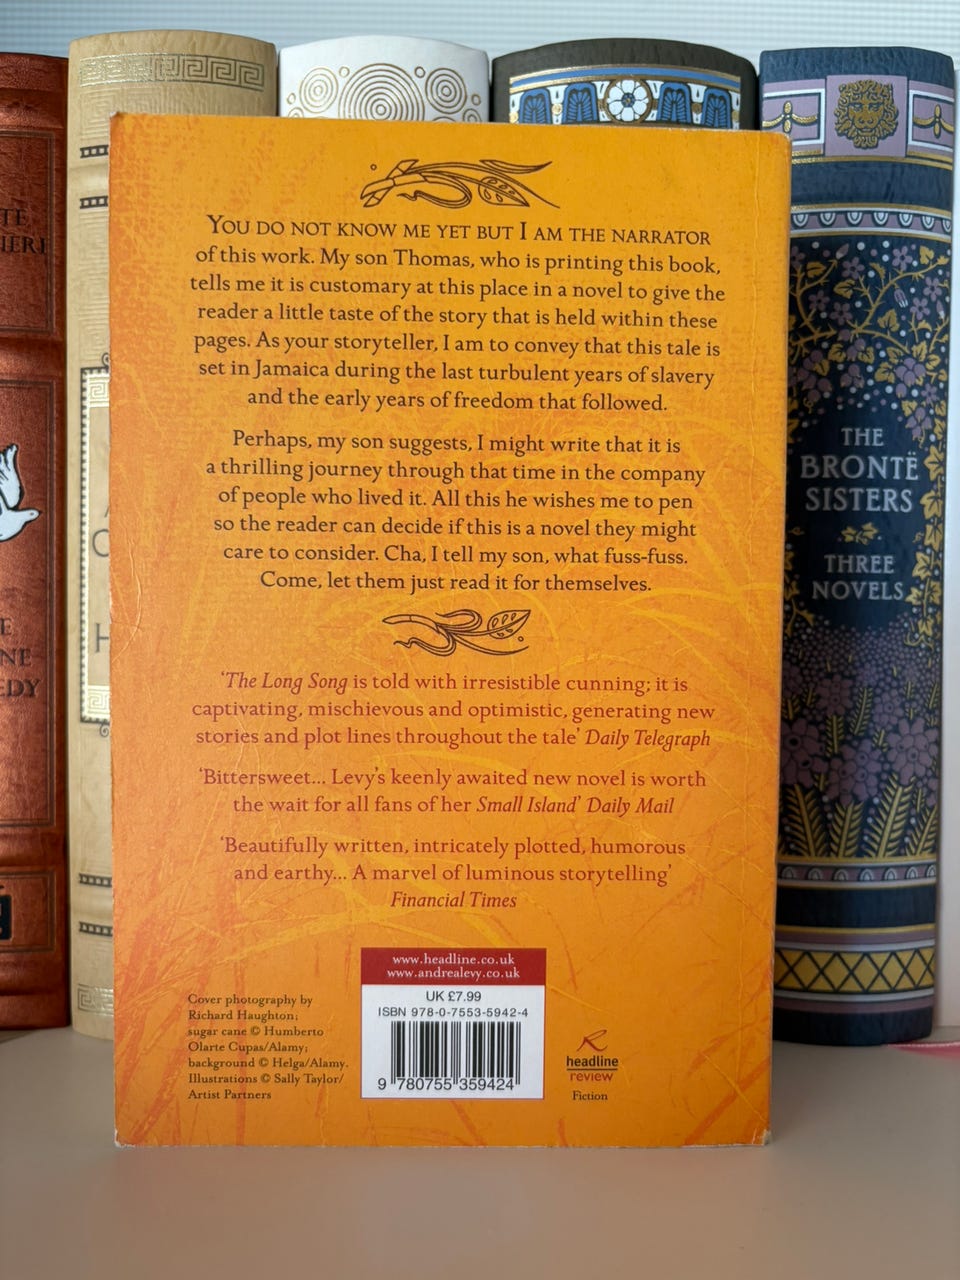 YOU DO NOT KNOW ME YET BUT I AM THE NARRATOR
of this work. My son Thomas, who is printing this book,
tells me it is customary at this place in a novel to give the
reader a little taste of the story that is held within these
pages. As your storyteller, I am to convey that this tale is
set in Jamaica during the last turbulent years of slavery
and the early years of freedom that followed.
Perhaps, my son suggests, I might write that it is
a thrilling journey through that time in the company
of people who lived it. All this he wishes me to pen
so the reader can decide if this is a novel they might
care to consider. Cha, I tell my son, what fuss-fuss.
Come, let them just read it for themselves.
‘The Long Song is told with irresistible cunning; it is
captivating, mischievous and optimistic, generating new
stories and plot lines throughout the tale’ Daily Telegraph
‘Bittersweet... Levy’s keenly awaited new novel is worth
the wait for all fans of her Small Island’ Daily Mail
‘Beautifully written, intricately plotted, humorous
and earthy... A marvel of luminous storytelling’
Financial Times
www.headline.co.uk
www.andrealevy.co.uk
UK £7.99
ISBN 978-0-7553-5942-4
9 780755 359424
Cover photography by
Richard Haughton;
sugar cane © Humberto
Olarte Cupas/Alamy;
background © Helga/Alamy.
Illustrations © Sally Taylor/
Artist Partners
headline
review
Fiction
THE
BRONTË
SISTERS
THREE
NOVELS